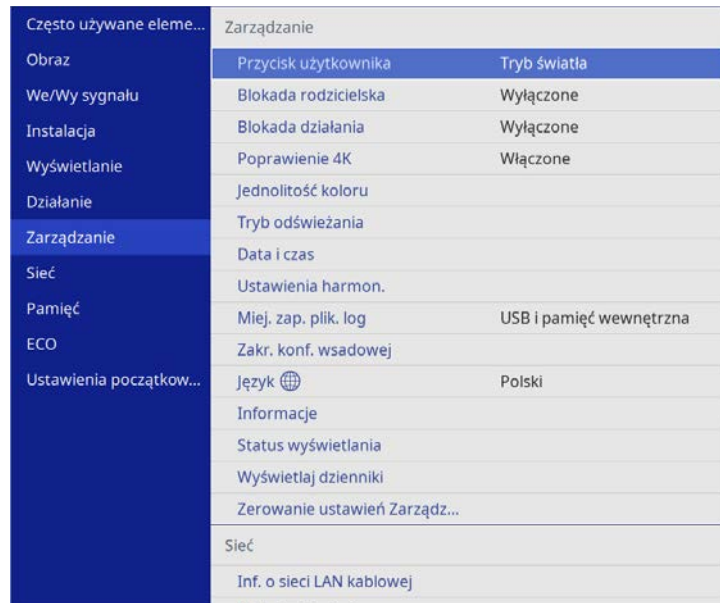 Często używane eleme...
Obraz
We/Wy sygnału
Instalacja
Wyświetlanie
Działanie
Zarządzanie
Sieć
Pamięć
ECO
Ustawienia początkow...
Zarządzanie
Przycisk użytkownika Tryb światła
Blokada rodzicielska Wyłączone
Blokada działania Wyłączone
Poprawienie 4K Włączone
Jednolitość koloru
Tryb odświeżania
Data i czas
Ustawienia harmon.
Miej. zap. plik. log USB i pamięć wewnętrzna
Zakr. konf. wsadowej
Język Polski
Informacje
Status wyświetlania
Wyświetlaj dzienniki
Zerowanie ustawień Zarządz...
Sieć
Inf. o sieci LAN kablowej